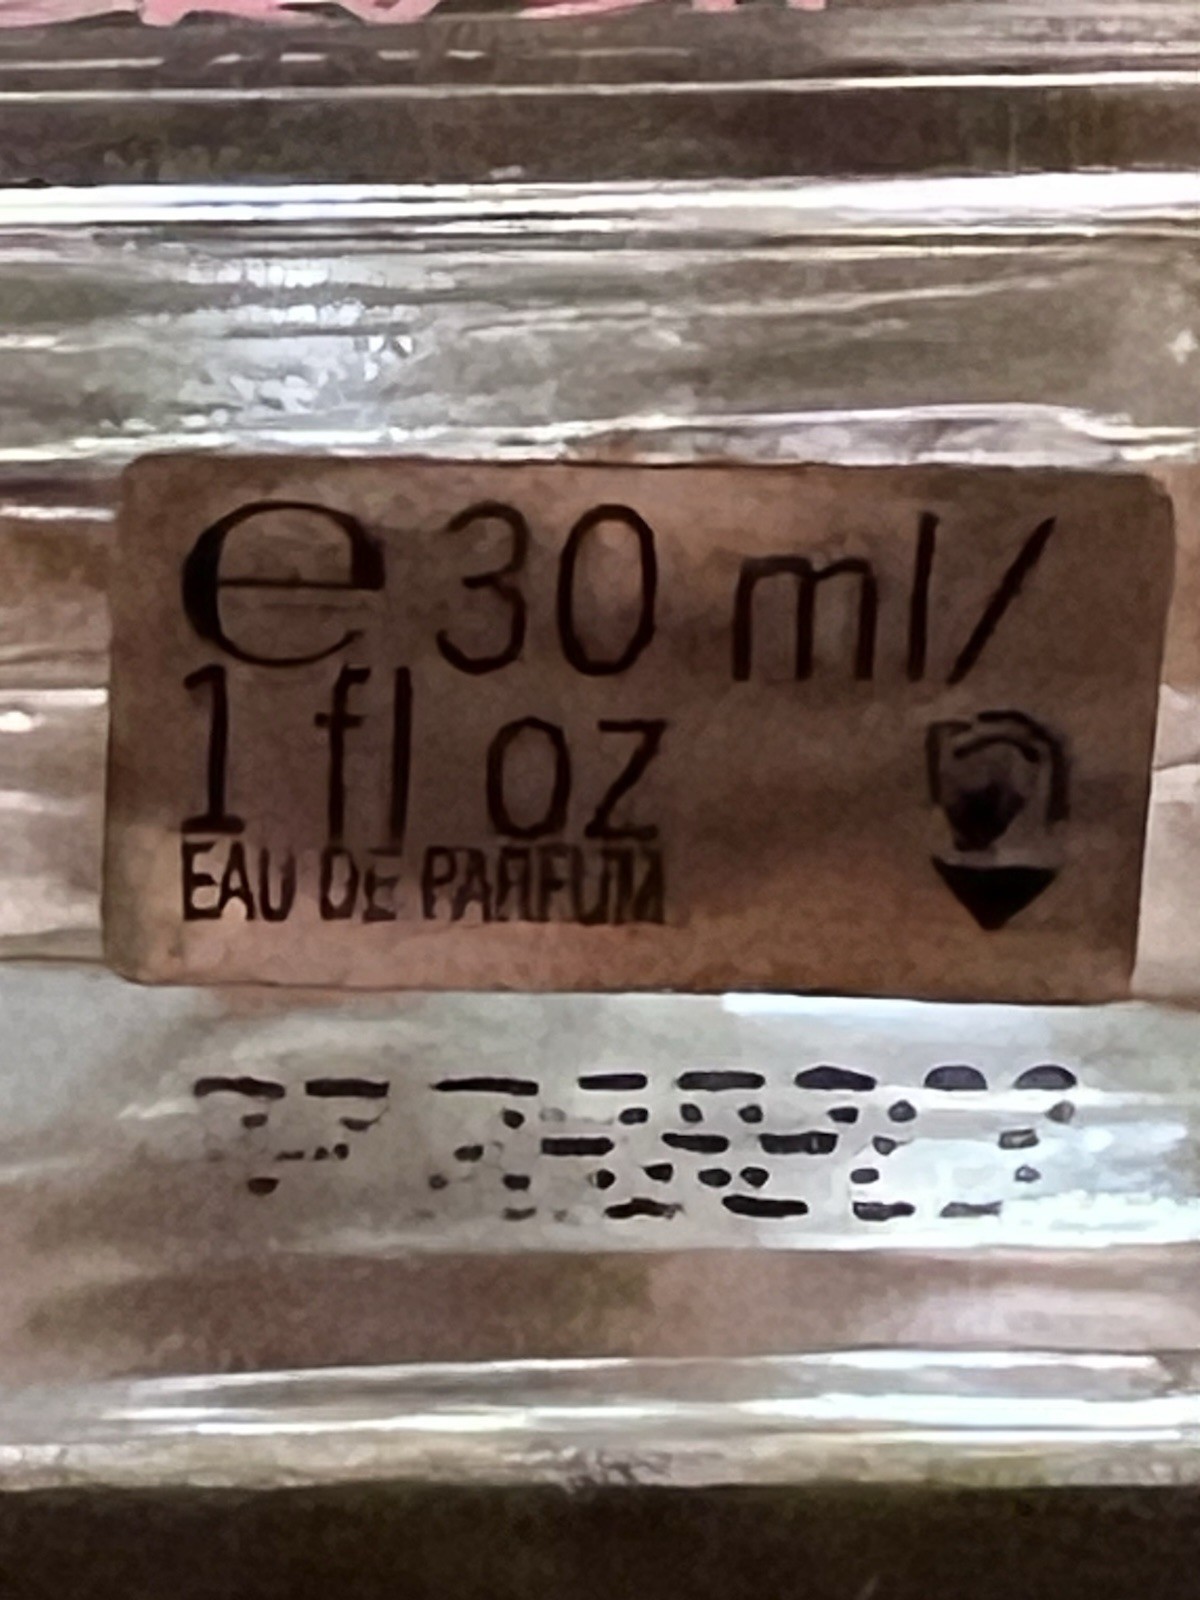 ℮ 30 ml/
1 fl oz
EAU DE PARFUM